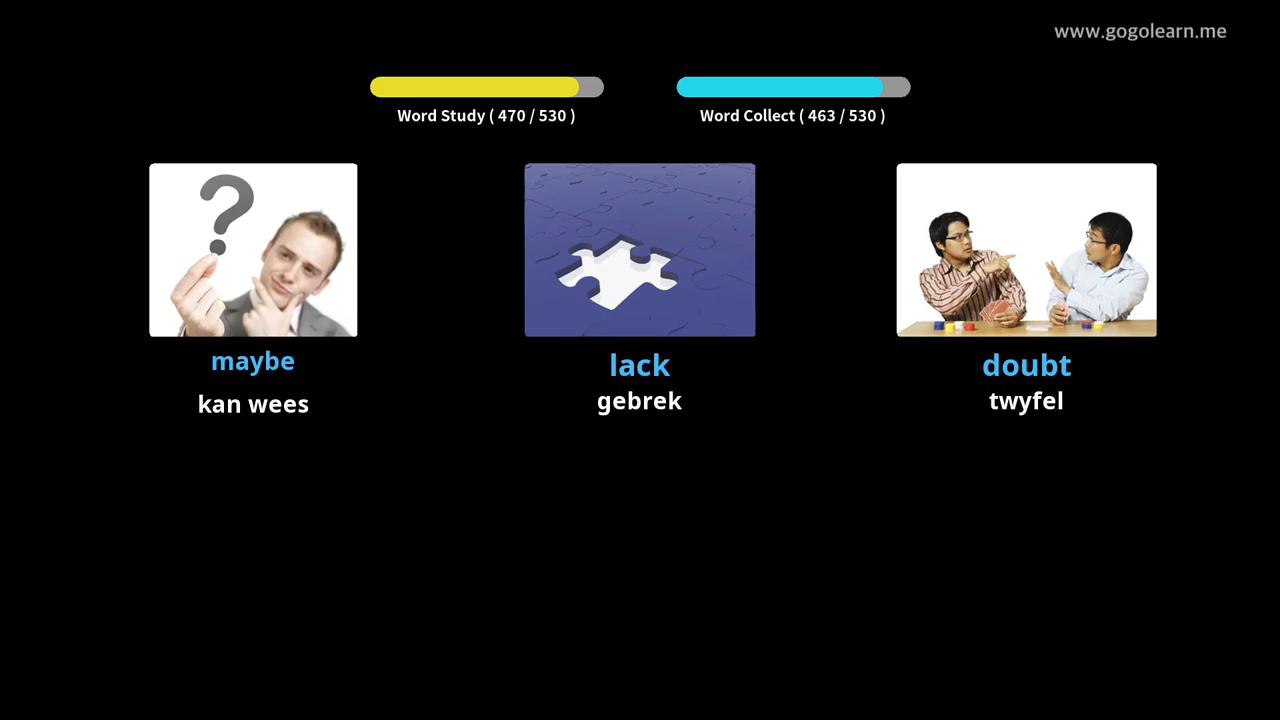 www.gogolearn.me
Word Study ( 470 / 530 )
Word Collect ( 463 / 530 )
maybe
kan wees
lack
gebrek
doubt
twyfel